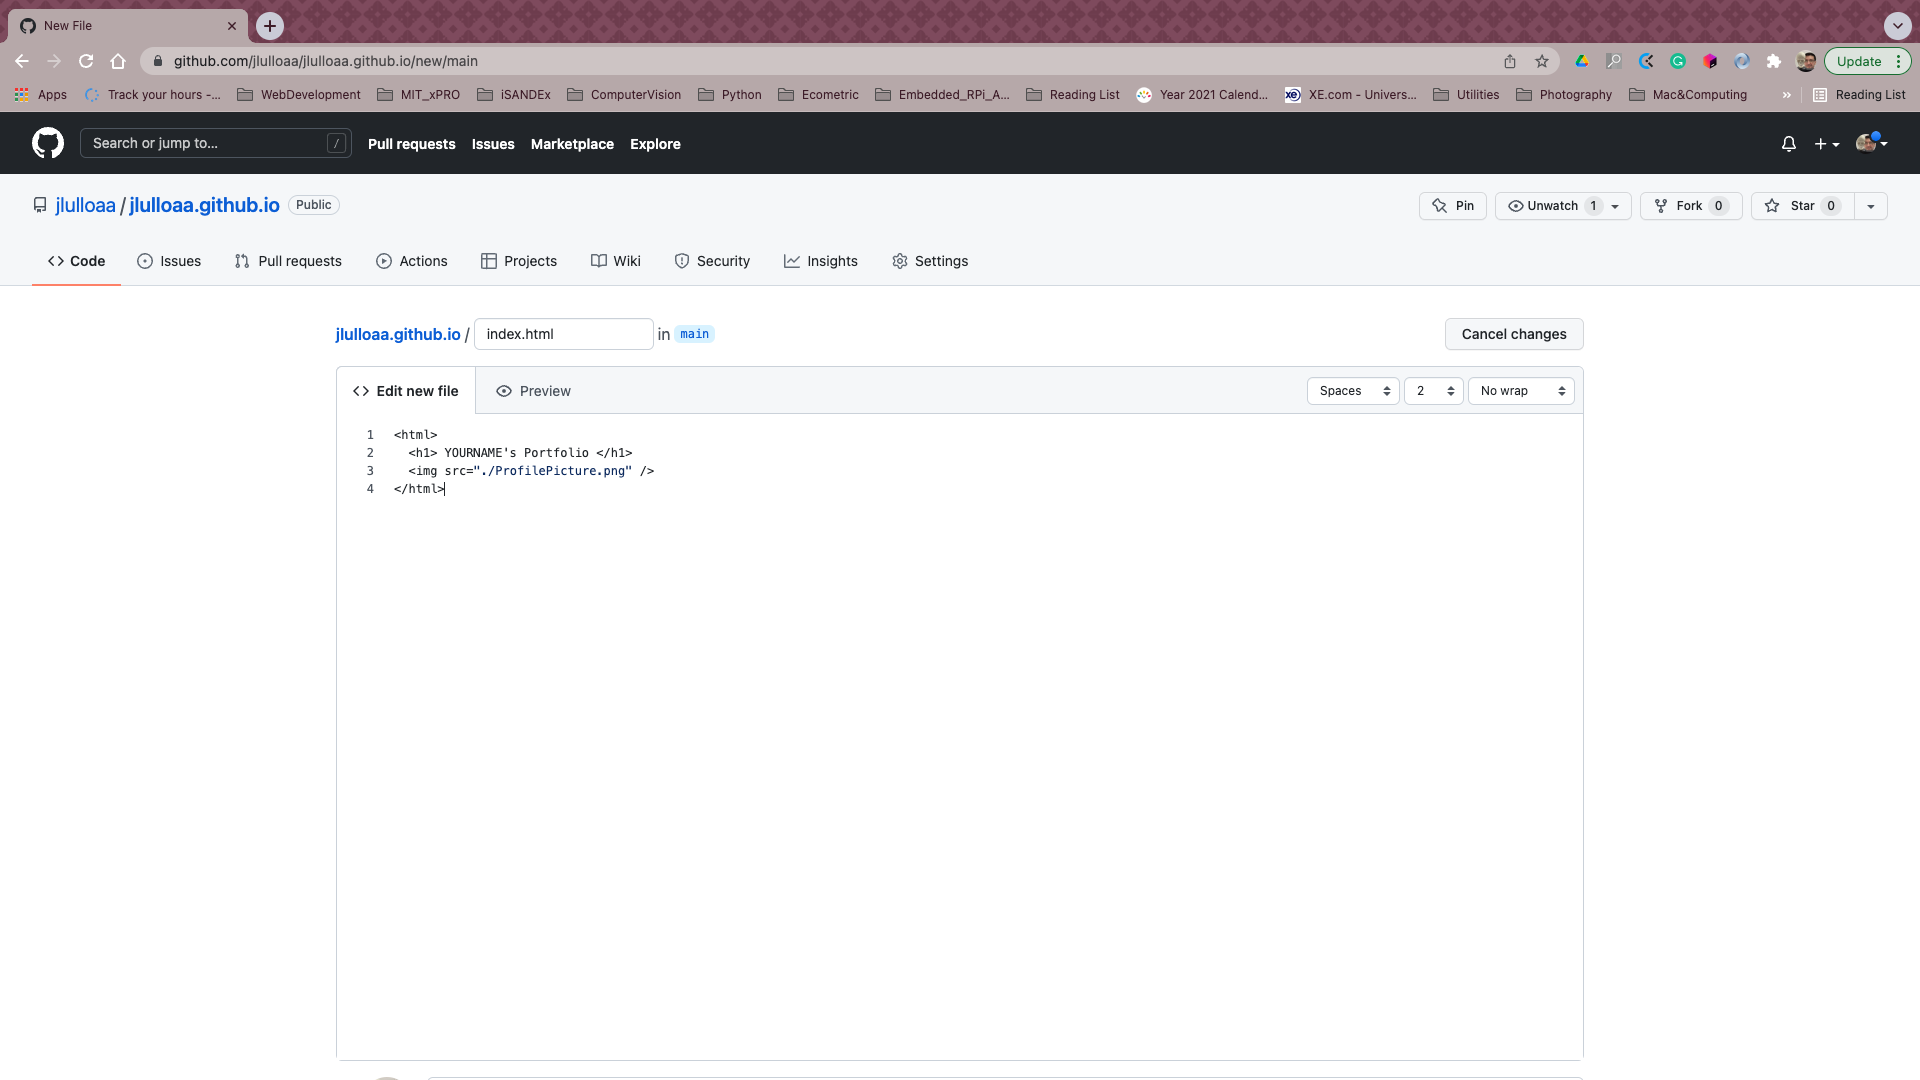 New File
github.com/jlulloaa/jlulloaa.github.io/new/main
Update
Apps
Track your hours -...
WebDevelopment
MIT_xPRO
iSANDEx
ComputerVision
Python
Ecometric
Embedded_RPi_A...
Reading List
Year 2021 Calend...
xe XE.com - Univers...
Utilities
Photography
Mac&Computing
»
Reading List
Search or jump to...
/
Pull requests
Issues
Marketplace
Explore
jlulloaa / jlulloaa.github.io
Public
Pin
Unwatch 1
Fork 0
Star 0
Code
Issues
Pull requests
Actions
Projects
Wiki
Security
Insights
Settings
jlulloaa.github.io / index.html in main
Cancel changes
Edit new file
Preview
Spaces
2
No wrap
1 <html>
2 <h1> YOURNAME's Portfolio </h1>
3 <img src="./ProfilePicture.png" />
4 </html>